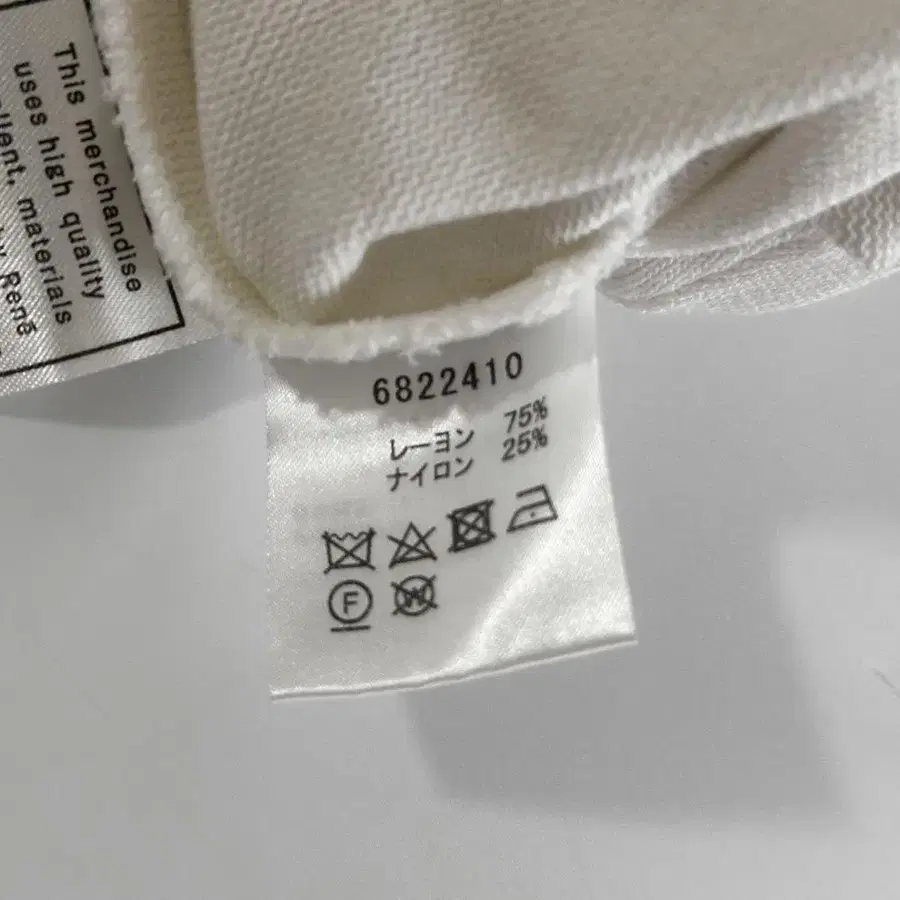 This merchandise
uses high quality
materials
René
6822410
レーヨン 75%
ナイロン 25%
F
W